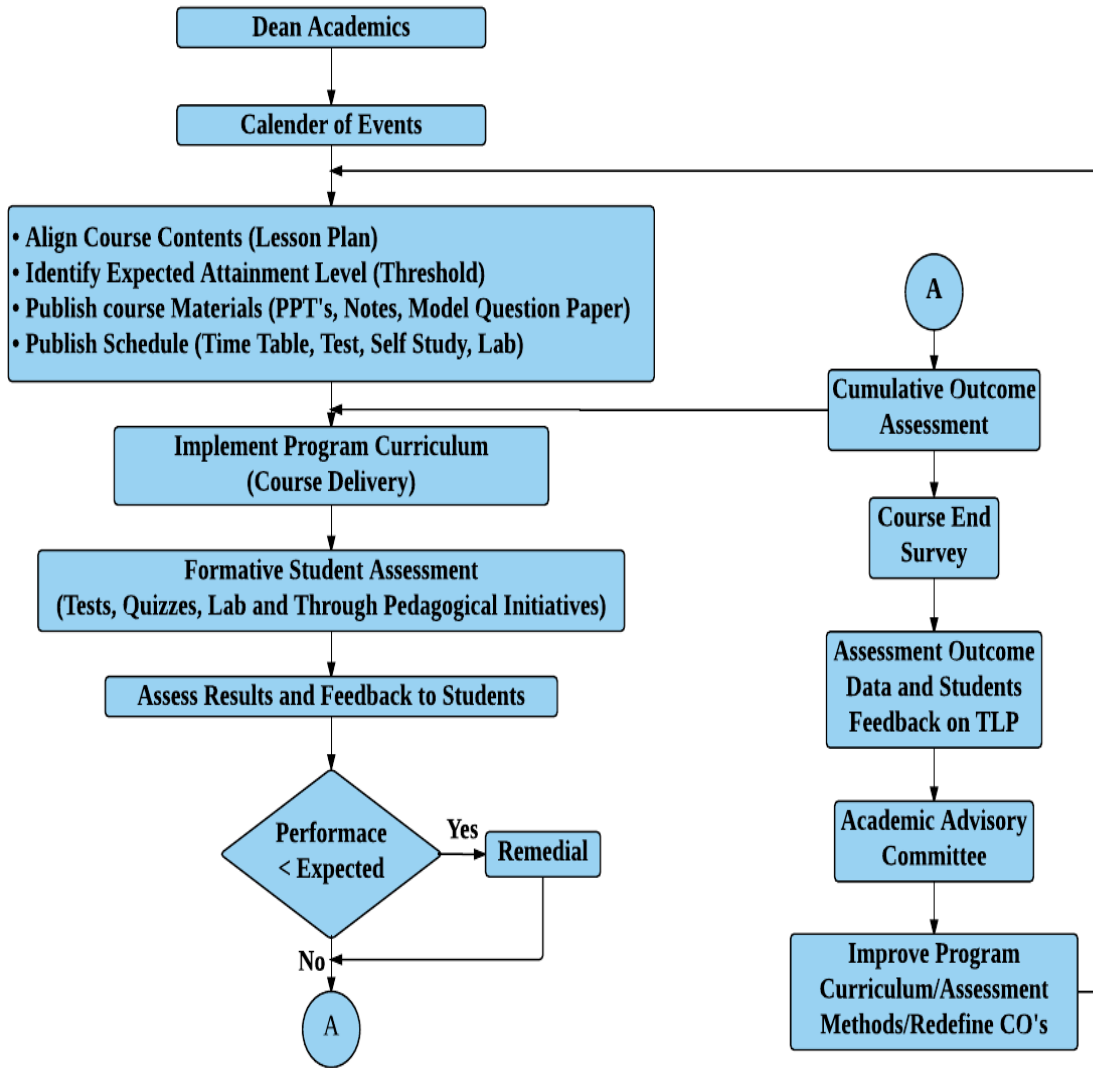 Dean Academics
Calender of Events
• Align Course Contents (Lesson Plan)
• Identify Expected Attainment Level (Threshold)
• Publish course Materials (PPT's, Notes, Model Question Paper)
• Publish Schedule (Time Table, Test, Self Study, Lab)
Implement Program Curriculum
(Course Delivery)
Formative Student Assessment
(Tests, Quizzes, Lab and Through Pedagogical Initiatives)
Assess Results and Feedback to Students
Performace
< Expected
Yes
Remedial
No
A
A
Cumulative Outcome
Assessment
Course End
Survey
Assessment Outcome
Data and Students
Feedback on TLP
Academic Advisory
Committee
Improve Program
Curriculum/Assessment
Methods/Redefine CO's